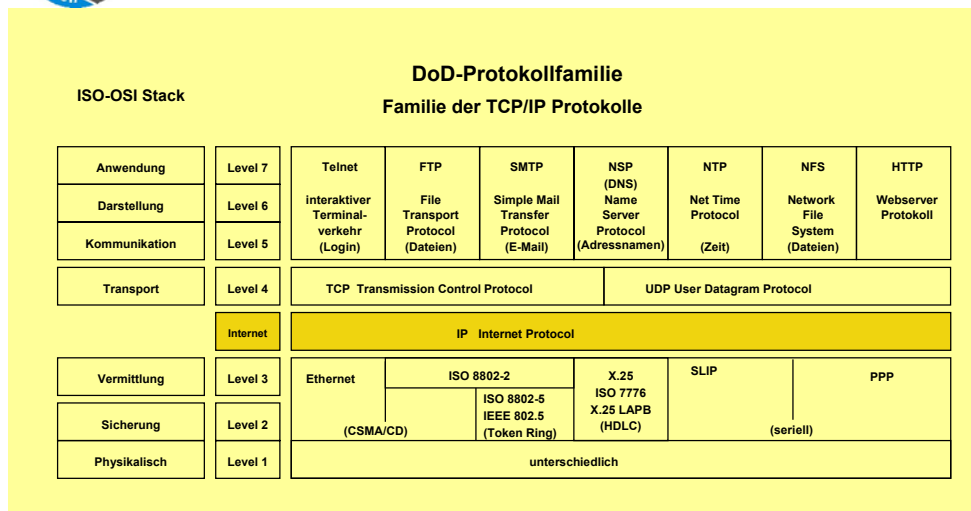 DoD-Protokollfamilie
ISO-OSI Stack
Familie der TCP/IP Protokolle
Anwendung
Level 7
Darstellung
Level 6
Kommunikation
Level 5
Telnet
interaktiver
Terminal-
verkehr
(Login)
FTP
File
Transport
Protocol
(Dateien)
SMTP
Simple Mail
Transfer
Protocol
(E-Mail)
NSP
(DNS)
Name
Server
Protocol
(Adressnamen)
NTP
Net Time
Protocol
(Zeit)
NFS
Network
File
System
(Dateien)
HTTP
Webserver
Protokoll
Transport
Level 4
TCP Transmission Control Protocol
UDP User Datagram Protocol
Internet
IP Internet Protocol
Vermittlung
Level 3
Sicherung
Level 2
Ethernet
(CSMA/CD)
ISO 8802-2
ISO 8802-5
IEEE 802.5
(Token Ring)
X.25
ISO 7776
X.25 LAPB
(HDLC)
SLIP
PPP
(seriell)
Physikalisch
Level 1
unterschiedlich